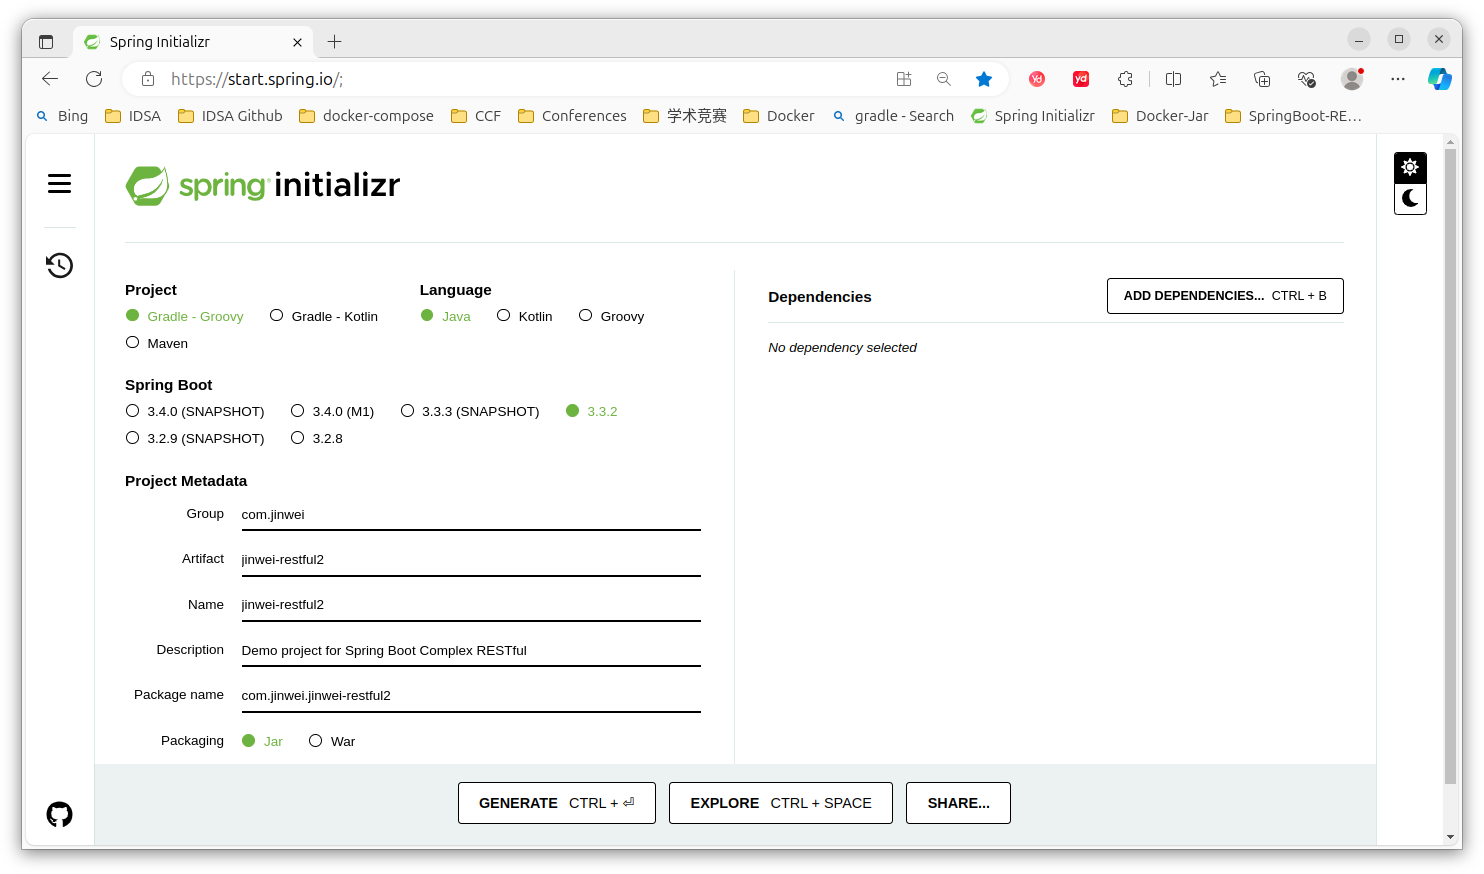 Spring Initializr
https://start.spring.io/;
Bing IDSA IDSA Github docker-compose CCF Conferences 学术竞赛 Docker gradle - Search Spring Initializr Docker-Jar SpringBoot-RE...
spring initializr
Project
Gradle - Groovy Gradle - Kotlin
Maven
Language
Java Kotlin Groovy
Spring Boot
3.4.0 (SNAPSHOT) 3.4.0 (M1) 3.3.3 (SNAPSHOT) 3.3.2
3.2.9 (SNAPSHOT) 3.2.8
Project Metadata
Group com.jinwei
Artifact jinwei-restful2
Name jinwei-restful2
Description Demo project for Spring Boot Complex RESTful
Package name com.jinwei.jinwei-restful2
Packaging Jar War
Dependencies
ADD DEPENDENCIES... CTRL + B
No dependency selected
GENERATE CTRL + ⏎ EXPLORE CTRL + SPACE SHARE...